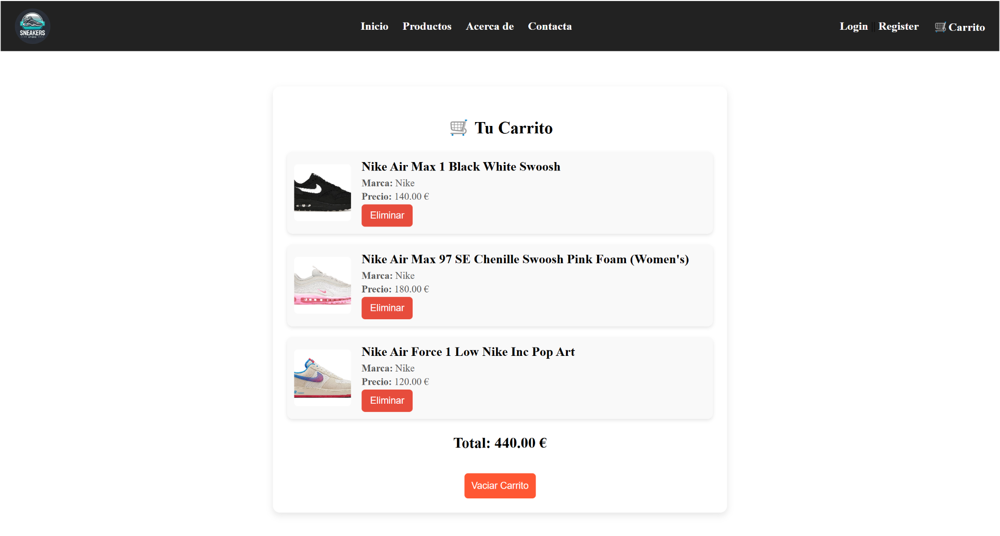 SNEAKERS
STORE
Inicio Productos Acerca de Contacta
Login || Register Carrito
Tu Carrito
Nike Air Max 1 Black White Swoosh
Marca: Nike
Precio: 140.00 €
Eliminar
Nike Air Max 97 SE Chenille Swoosh Pink Foam (Women's)
Marca: Nike
Precio: 180.00 €
Eliminar
Nike Air Force 1 Low Nike Inc Pop Art
Marca: Nike
Precio: 120.00 €
Eliminar
Total: 440.00 €
Vaciar Carrito